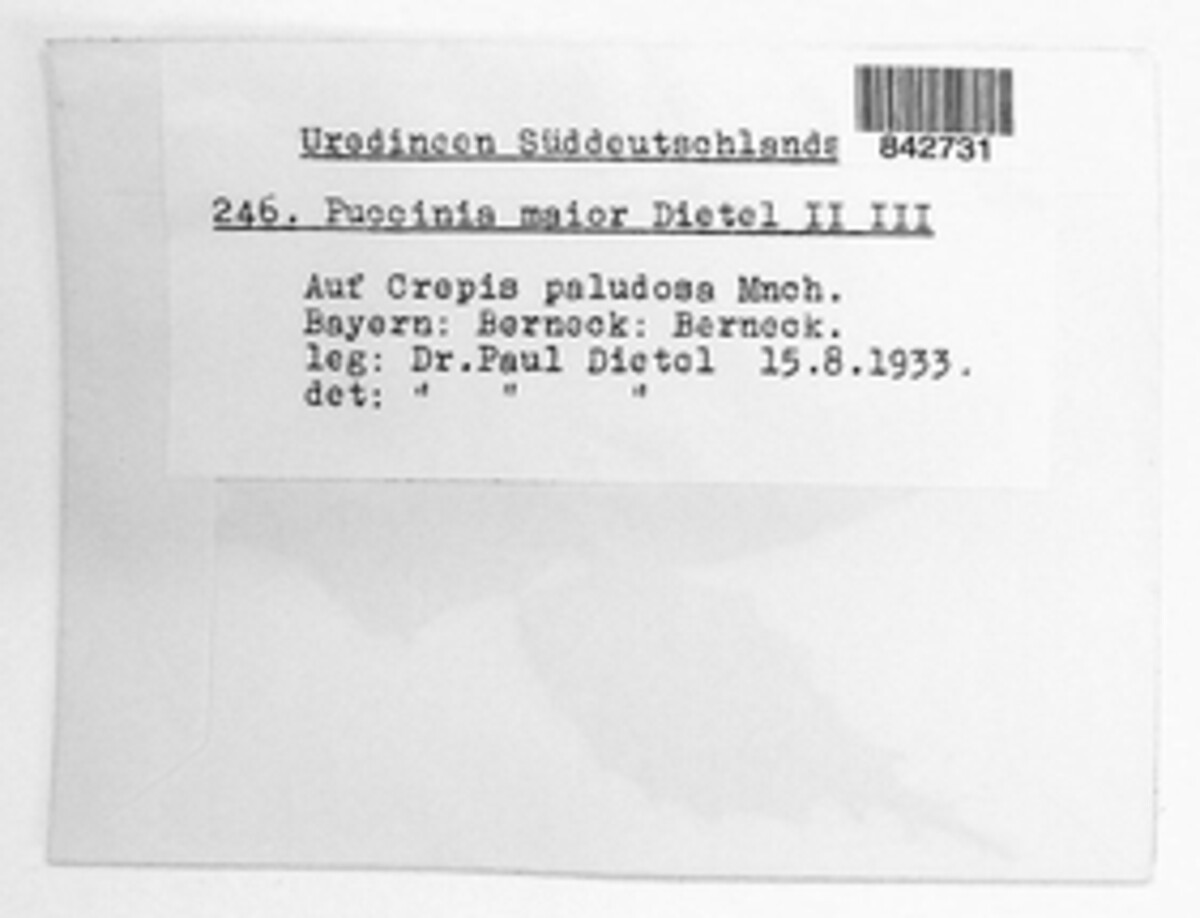 Uredineen Süddeutschlands
842731
246. Puccinia maior Dietel II III
Auf Crepis paludosa Mnch.
Bayern: Berneck: Berneck.
leg: Dr.Paul Dietel 15.8.1933.
det: " " "